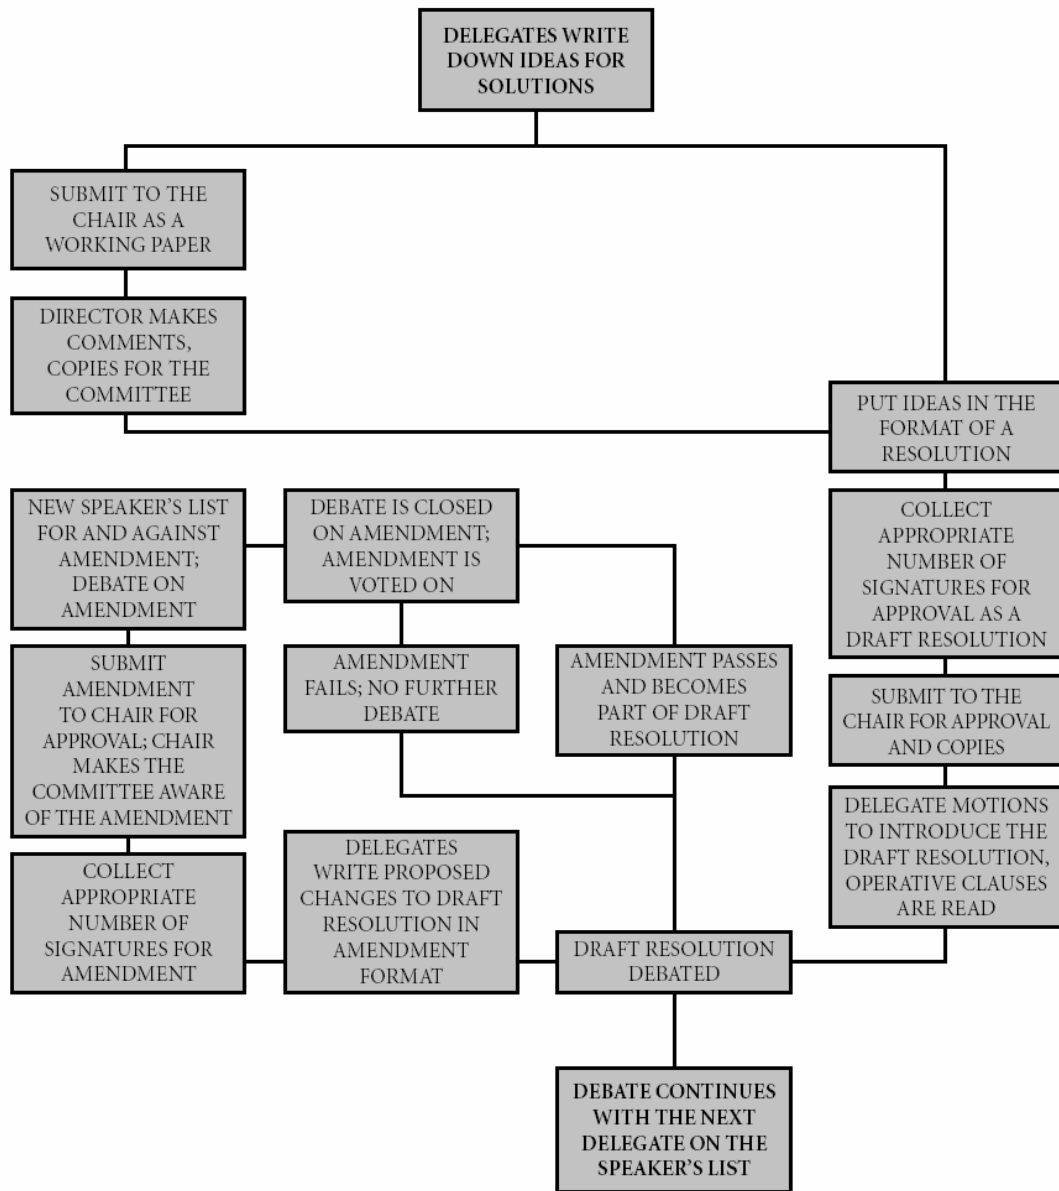 DELEGATES WRITE
DOWN IDEAS FOR
SOLUTIONS
SUBMIT TO THE
CHAIR AS A
WORKING PAPER
DIRECTOR MAKES
COMMENTS,
COPIES FOR THE
COMMITTEE
PUT IDEAS IN THE
FORMAT OF A
RESOLUTION
COLLECT
APPROPRIATE
NUMBER OF
SIGNATURES FOR
APPROVAL AS A
DRAFT RESOLUTION
SUBMIT TO THE
CHAIR FOR APPROVAL
AND COPIES
DELEGATE MOTIONS
TO INTRODUCE THE
DRAFT RESOLUTION,
OPERATIVE CLAUSES
ARE READ
DRAFT RESOLUTION
DEBATED
DELEGATES
WRITE PROPOSED
CHANGES TO DRAFT
RESOLUTION IN
AMENDMENT
FORMAT
COLLECT
APPROPRIATE
NUMBER OF
SIGNATURES FOR
AMENDMENT
SUBMIT
AMENDMENT
TO CHAIR FOR
APPROVAL; CHAIR
MAKES THE
COMMITTEE AWARE
OF THE AMENDMENT
NEW SPEAKER’S LIST
FOR AND AGAINST
AMENDMENT;
DEBATE ON
AMENDMENT
DEBATE IS CLOSED
ON AMENDMENT;
AMENDMENT IS
VOTED ON
AMENDMENT
FAILS; NO FURTHER
DEBATE
AMENDMENT PASSES
AND BECOMES
PART OF DRAFT
RESOLUTION
DEBATE CONTINUES
WITH THE NEXT
DELEGATE ON THE
SPEAKER’S LIST